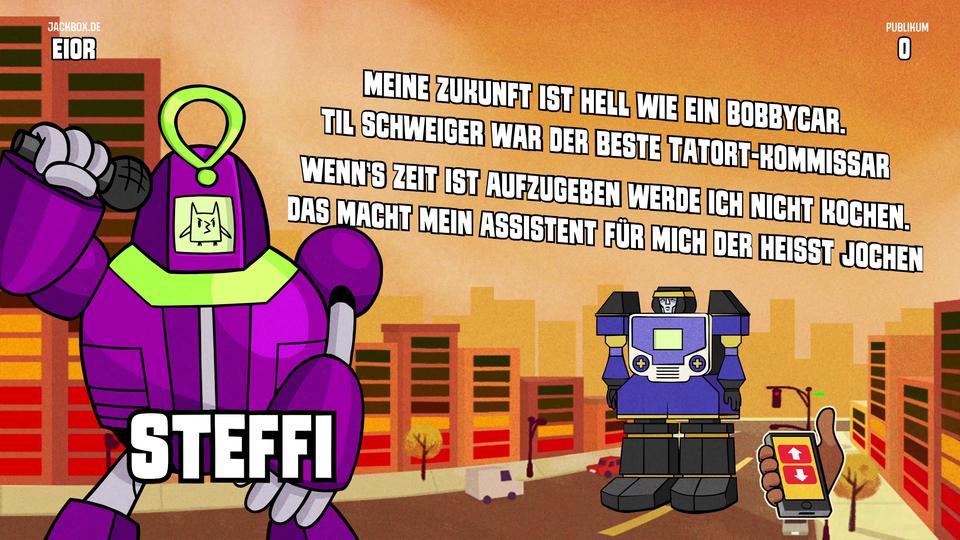 JACKBOX.DE
EIOR
PUBLIKUM
0
MEINE ZUKUNFT IST HELL WIE EIN BOBBYCAR.
TIL SCHWEIGER WAR DER BESTE TATORT-KOMMISSAR
WENN'S ZEIT IST AUFZUGEBEN WERDE ICH NICHT KOCHEN.
DAS MACHT MEIN ASSISTENT FÜR MICH DER HEISST JOCHEN
STEFFI